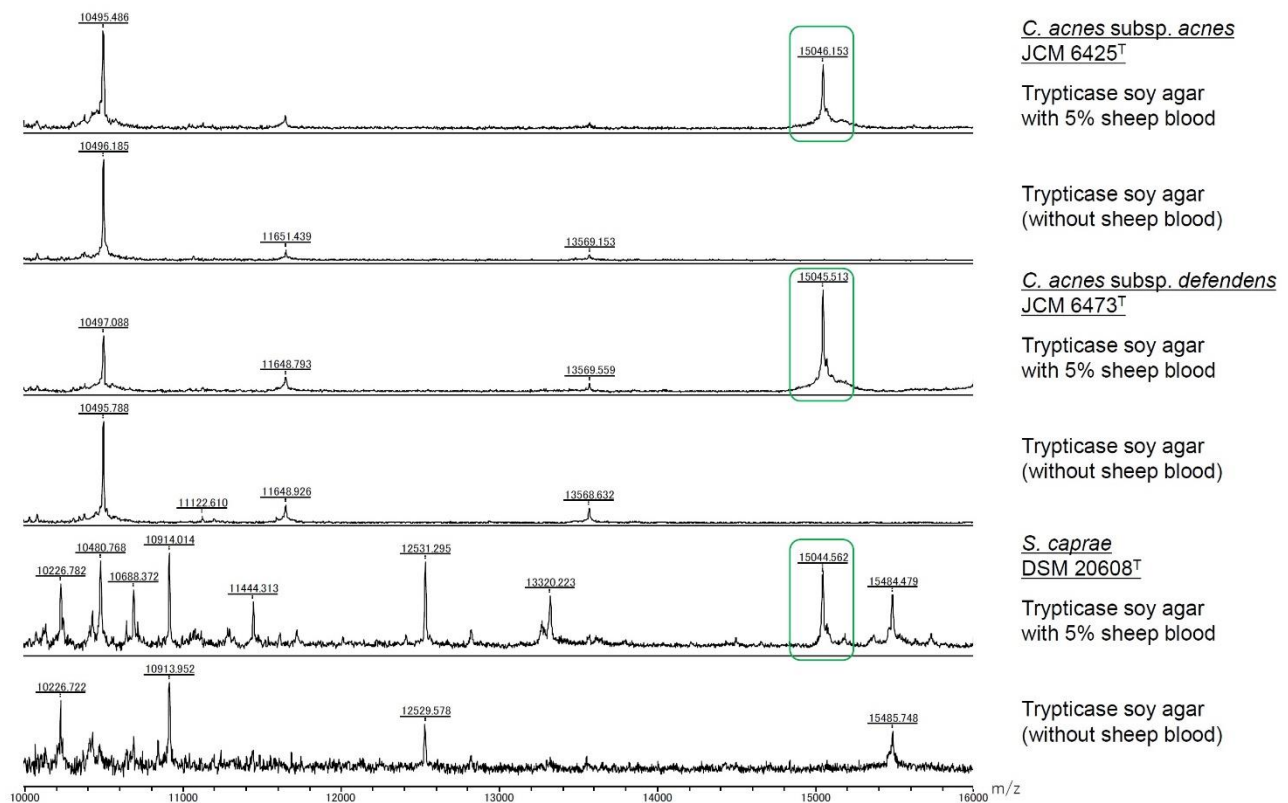 10495.486
15046.153
C. acnes subsp. acnes
JCM 6425T
Trypticase soy agar
with 5% sheep blood
10496.185
11651.439
13569.153
Trypticase soy agar
(without sheep blood)
10497.088
11648.793
13569.559
15045.513
C. acnes subsp. defendens
JCM 6473T
Trypticase soy agar
with 5% sheep blood
10495.788
11122.610
11648.926
13568.632
Trypticase soy agar
(without sheep blood)
10226.782
10480.768
10688.372
10914.014
11444.313
12531.295
13320.223
15044.562
15484.479
S. caprae
DSM 20608T
Trypticase soy agar
with 5% sheep blood
10226.722
10913.952
12529.578
15485.748
Trypticase soy agar
(without sheep blood)
10000 11000 12000 13000 14000 15000 16000 m/z